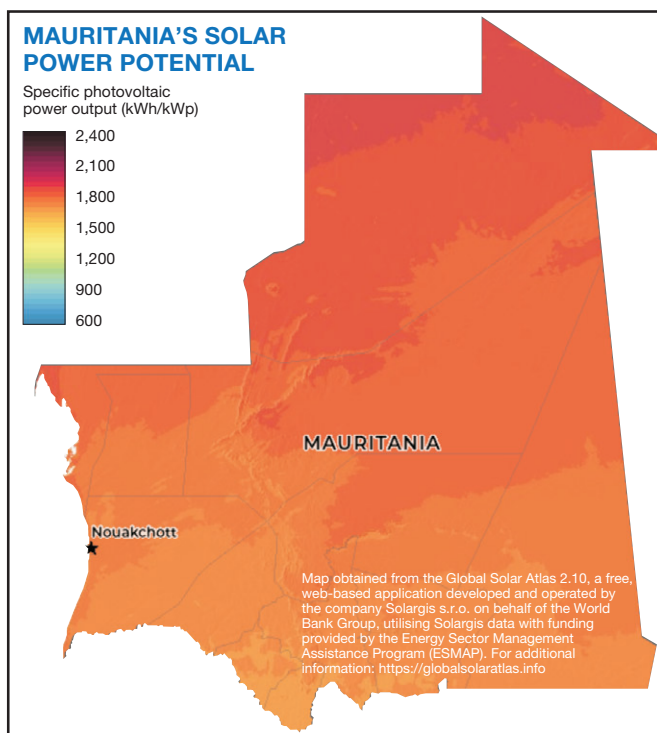 MAURITANIA'S SOLAR
POWER POTENTIAL
Specific photovoltaic
power output (kWh/kWp)
2,400
2,100
1,800
1,500
1,200
900
600
MAURITANIA
Nouakchott
Map obtained from the Global Solar Atlas 2.10, a free,
web-based application developed and operated by
the company Solargis s.r.o. on behalf of the World
Bank Group, utilising Solargis data with funding
provided by the Energy Sector Management
Assistance Program (ESMAP). For additional
information: https://globalsolaratlas.info